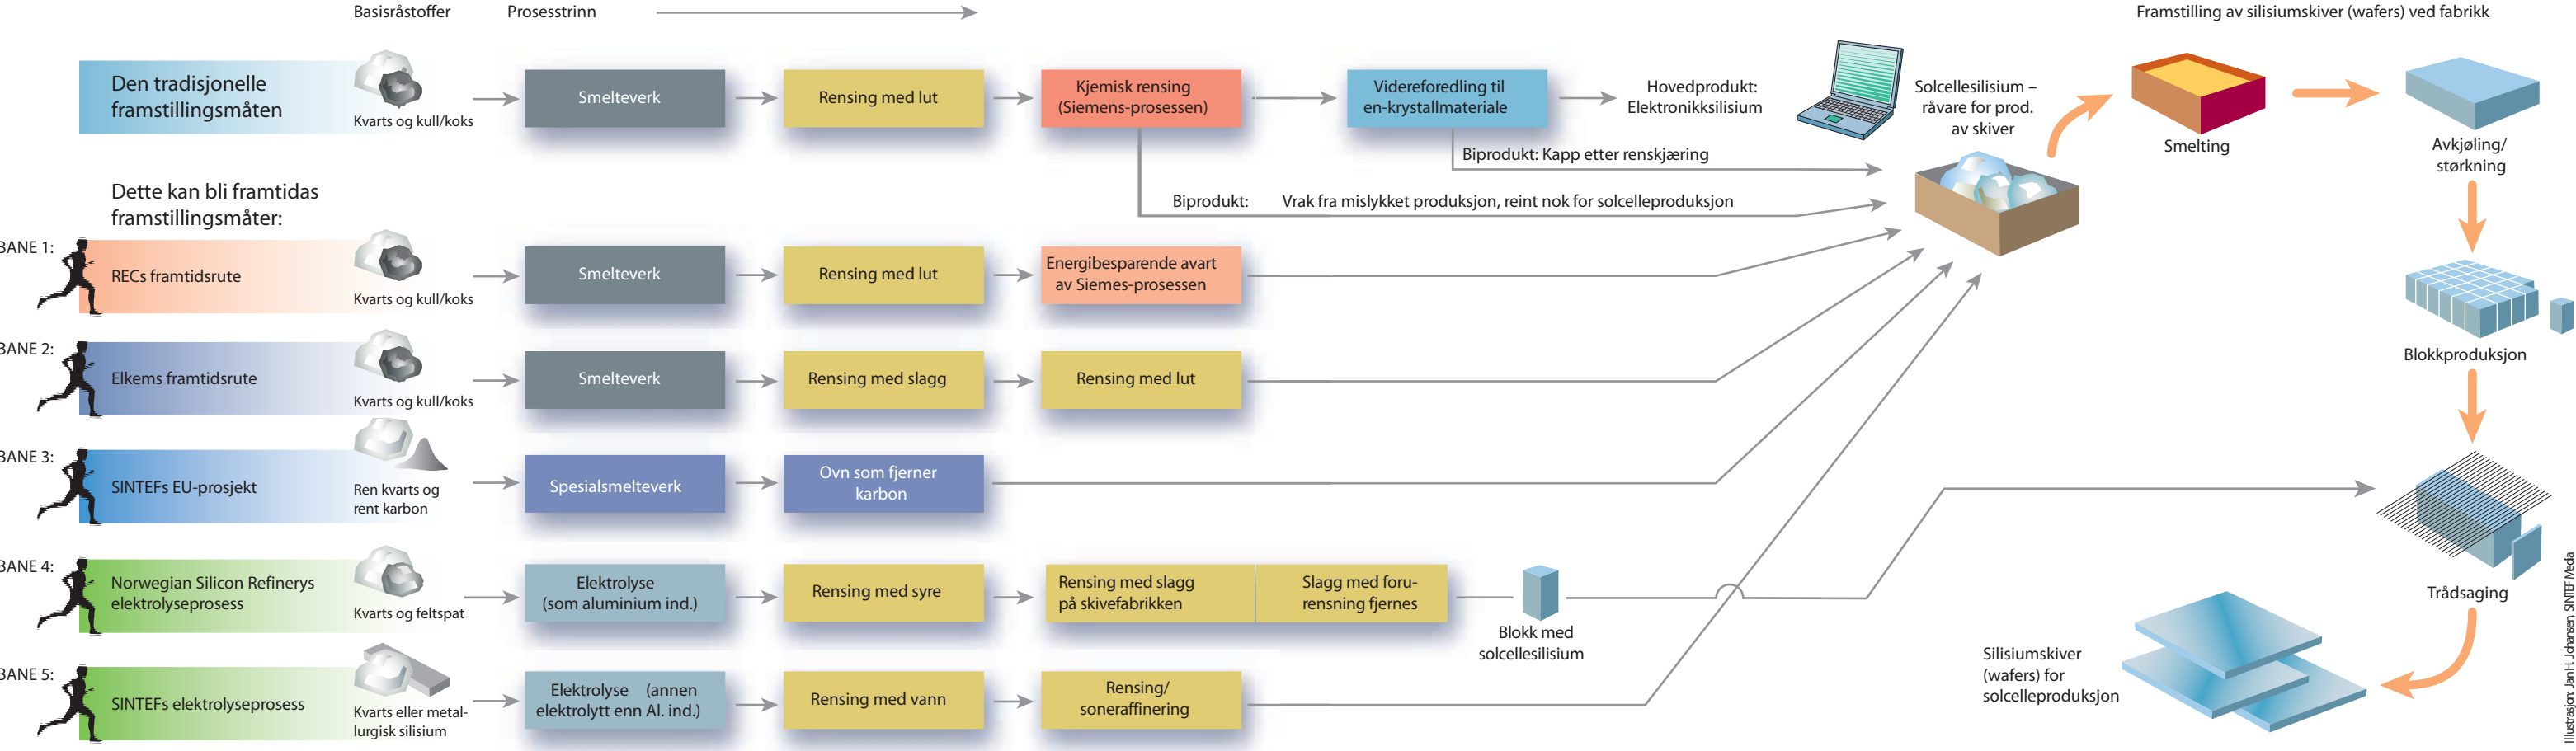 Basisråstoffer
Prosesstrinn
Framstilling av silisiumskiver (wafers) ved fabrikk
Den tradisjonelle
framstillingsmåten
Kvarts og kull/koks
Smelteverk
Rensing med lut
Kjemisk rensing
(Siemens-prosessen)
Videreforedling til
en-krystallmateriale
Hovedprodukt:
Elektronikksilisium
Solcellesilisium –
råvare for prod.
av skiver
Smelting
Avkjøling/
størkning
Biprodukt: Kapp etter renskjæring
Biprodukt: Vrak fra mislykket produksjon, reint nok for solcelleproduksjon
Dette kan bli framtidas
framstillingsmåter:
BANE 1:
RECs framtidsrute
Kvarts og kull/koks
Smelteverk
Rensing med lut
Energibesparende avart
av Siemes-prosessen
Blokkproduksjon
BANE 2:
Elkems framtidsrute
Kvarts og kull/koks
Smelteverk
Rensing med slagg
Rensing med lut
BANE 3:
SINTEFs EU-prosjekt
Ren kvarts og
rent karbon
Spesialsmelteverk
Ovn som fjerner
karbon
BANE 4:
Norwegian Silicon Refinerys
elektrolyseprosess
Kvarts og feltspat
Elektrolyse
(som aluminium ind.)
Rensing med syre
Rensing med slagg
på skivefabrikken
Slagg med foru-
rensning fjernes
Blokk med
solcellesilisium
Trådsaging
BANE 5:
SINTEFs elektrolyseprosess
Kvarts eller metal-
lurgisk silisium
Elektrolyse (annen
elektrolytt enn Al. ind.)
Rensing med vann
Rensing/
soneraffinering
Silisiumskiver
(wafers) for
solcelleproduksjon
Illustrasjon: Jan H. Johansen, SINTEF Media